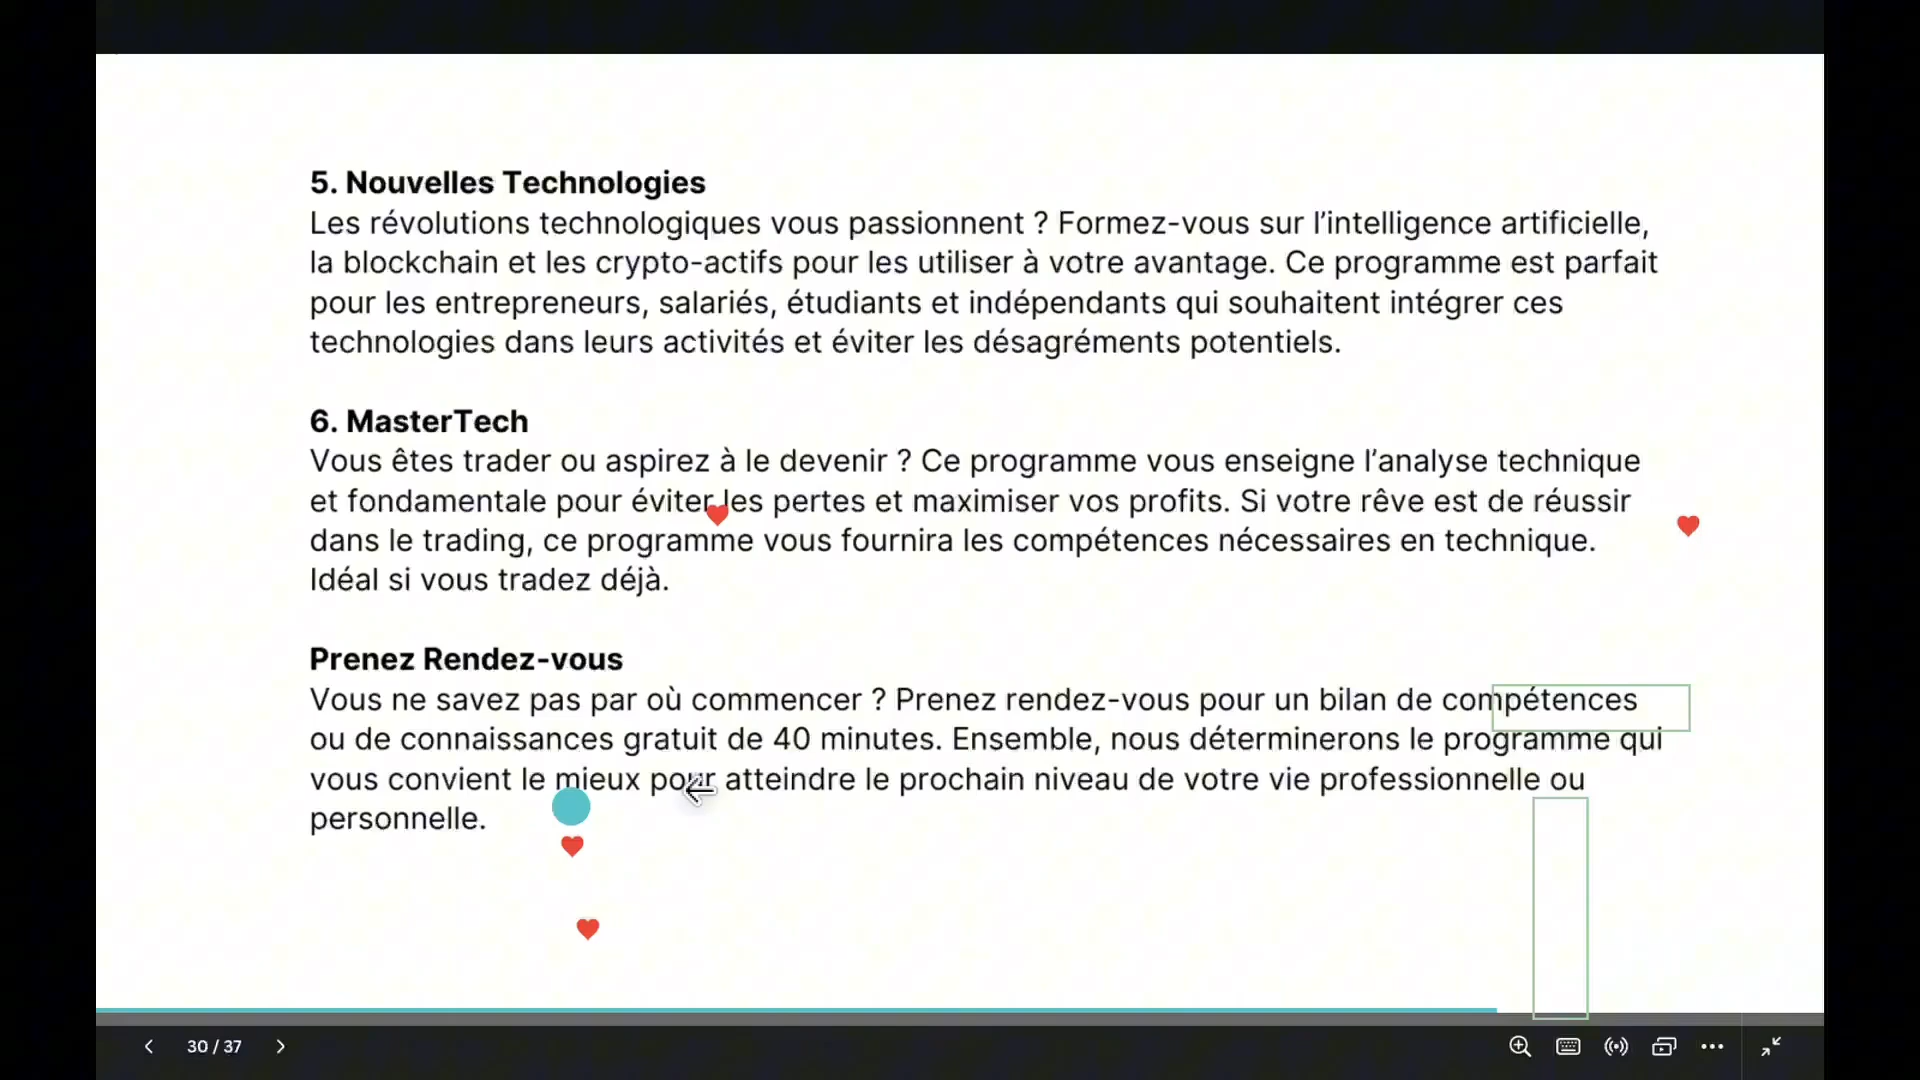 5. Nouvelles Technologies
Les révolutions technologiques vous passionnent ? Formez-vous sur l’intelligence artificielle,
la blockchain et les crypto-actifs pour les utiliser à votre avantage. Ce programme est parfait
pour les entrepreneurs, salariés, étudiants et indépendants qui souhaitent intégrer ces
technologies dans leurs activités et éviter les désagréments potentiels.
6. MasterTech
Vous êtes trader ou aspirez à le devenir ? Ce programme vous enseigne l’analyse technique
et fondamentale pour éviter les pertes et maximiser vos profits. Si votre rêve est de réussir
dans le trading, ce programme vous fournira les compétences nécessaires en technique.
Idéal si vous tradez déjà.
Prenez Rendez-vous
Vous ne savez pas par où commencer ? Prenez rendez-vous pour un bilan de compétences
ou de connaissances gratuit de 40 minutes. Ensemble, nous déterminerons le programme qui
vous convient le mieux pour atteindre le prochain niveau de votre vie professionnelle ou
personnelle.
30 / 37